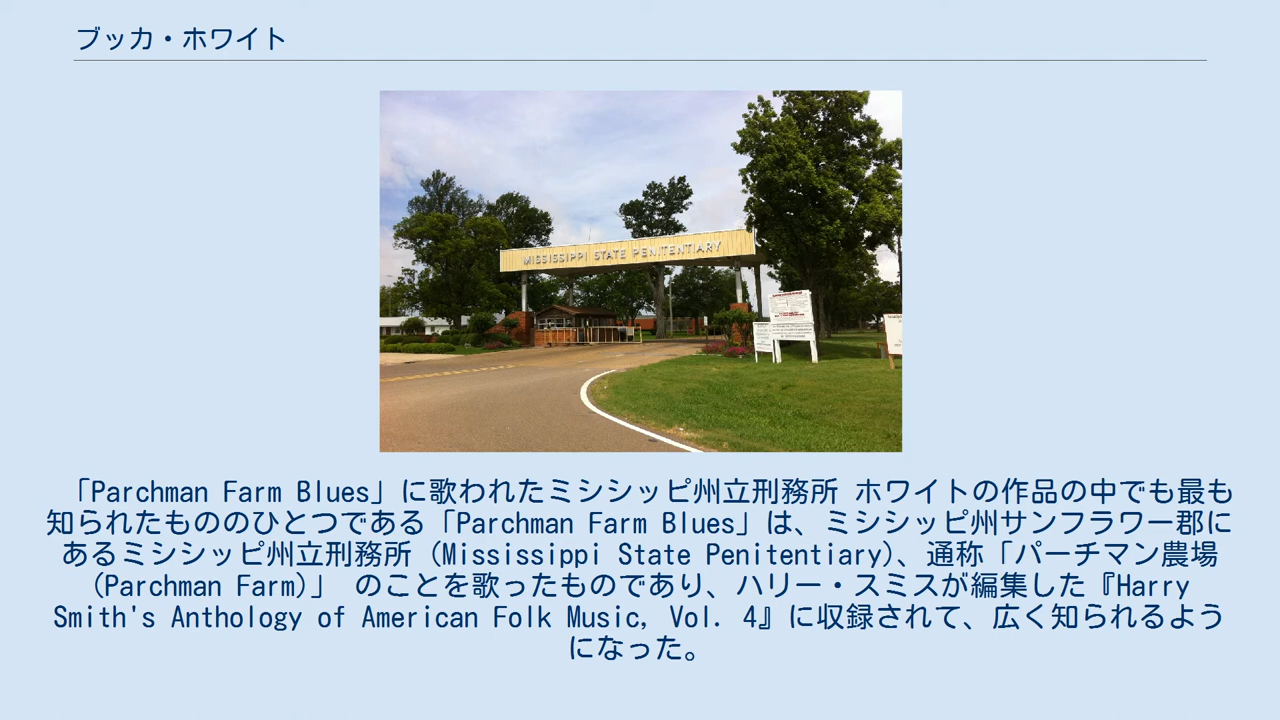 ブッカ・ホワイト
MISSISSIPPI STATE PENITENTIARY
「Parchman Farm Blues」に歌われたミシシッピ州立刑務所 ホワイトの作品の中でも最も
知られたもののひとつである「Parchman Farm Blues」は、ミシシッピ州サンフラワー郡に
あるミシシッピ州立刑務所 (Mississippi State Penitentiary)、通称「パーチマン農場
(Parchman Farm)」 のことを歌ったものであり、ハリー・スミスが編集した『Harry
Smith's Anthology of American Folk Music, Vol. 4』に収録されて、広く知られるよう
になった。